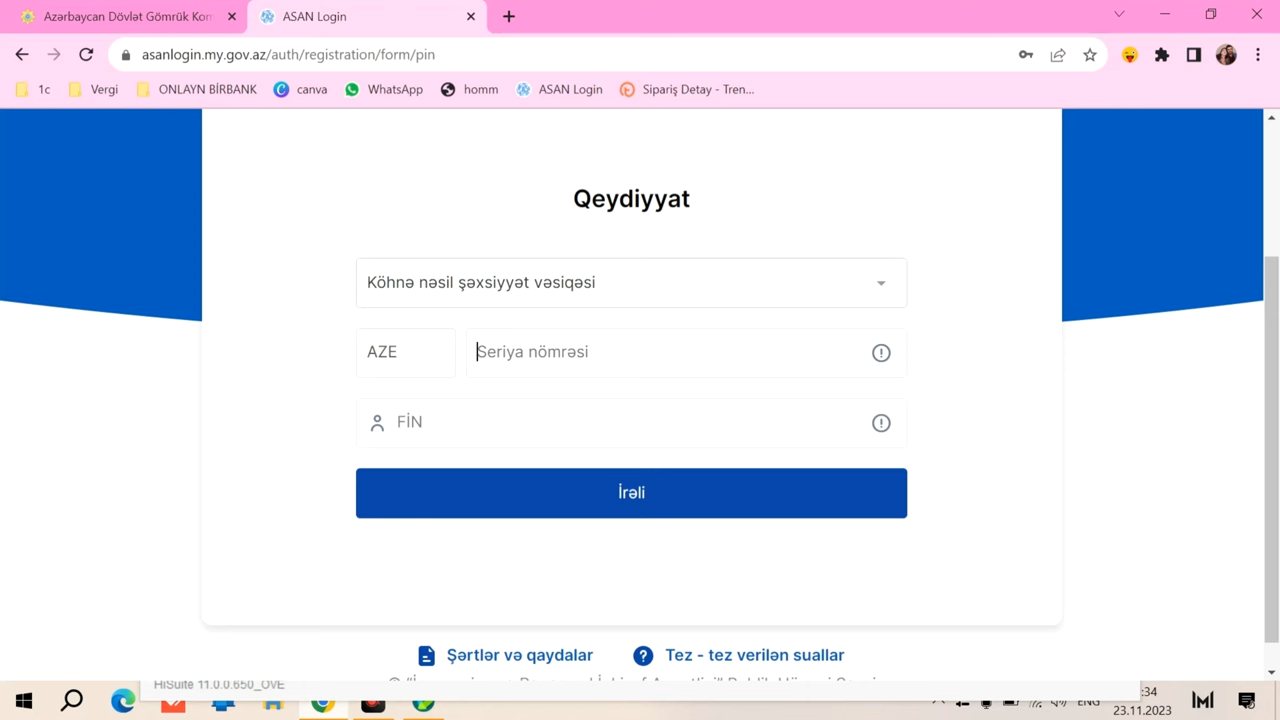 Azərbaycan Dövlət Gömrük Kom
ASAN Login
asanlogin.my.gov.az/auth/registration/form/pin
1c
Vergi
ONLAYN BİRBANK
canva
WhatsApp
homm
ASAN Login
Sipariş Detay - Tren...
Qeydiyyat
Köhnə nəsil şəxsiyyət vəsiqəsi
AZE
Seriya nömrəsi
FİN
İrəli
Şərtlər və qaydalar
Tez - tez verilən suallar
HiSuite 11.0.0.650_OVE
:34
ENG
23.11.2023